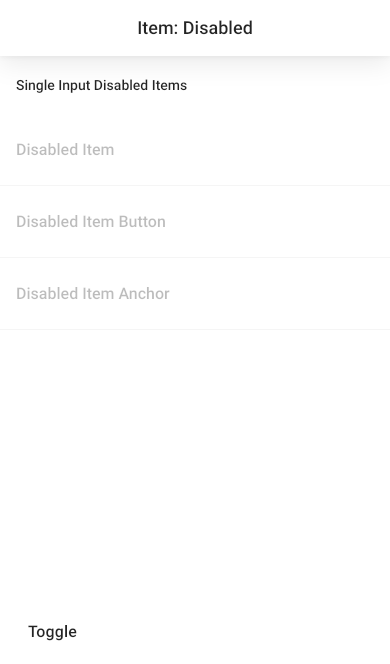 Item: Disabled
Single Input Disabled Items
Disabled Item
Disabled Item Button
Disabled Item Anchor
Toggle